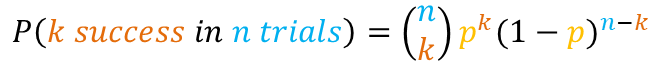 P(k success in n trials) = (n k) p^k (1 − p)^{n−k}